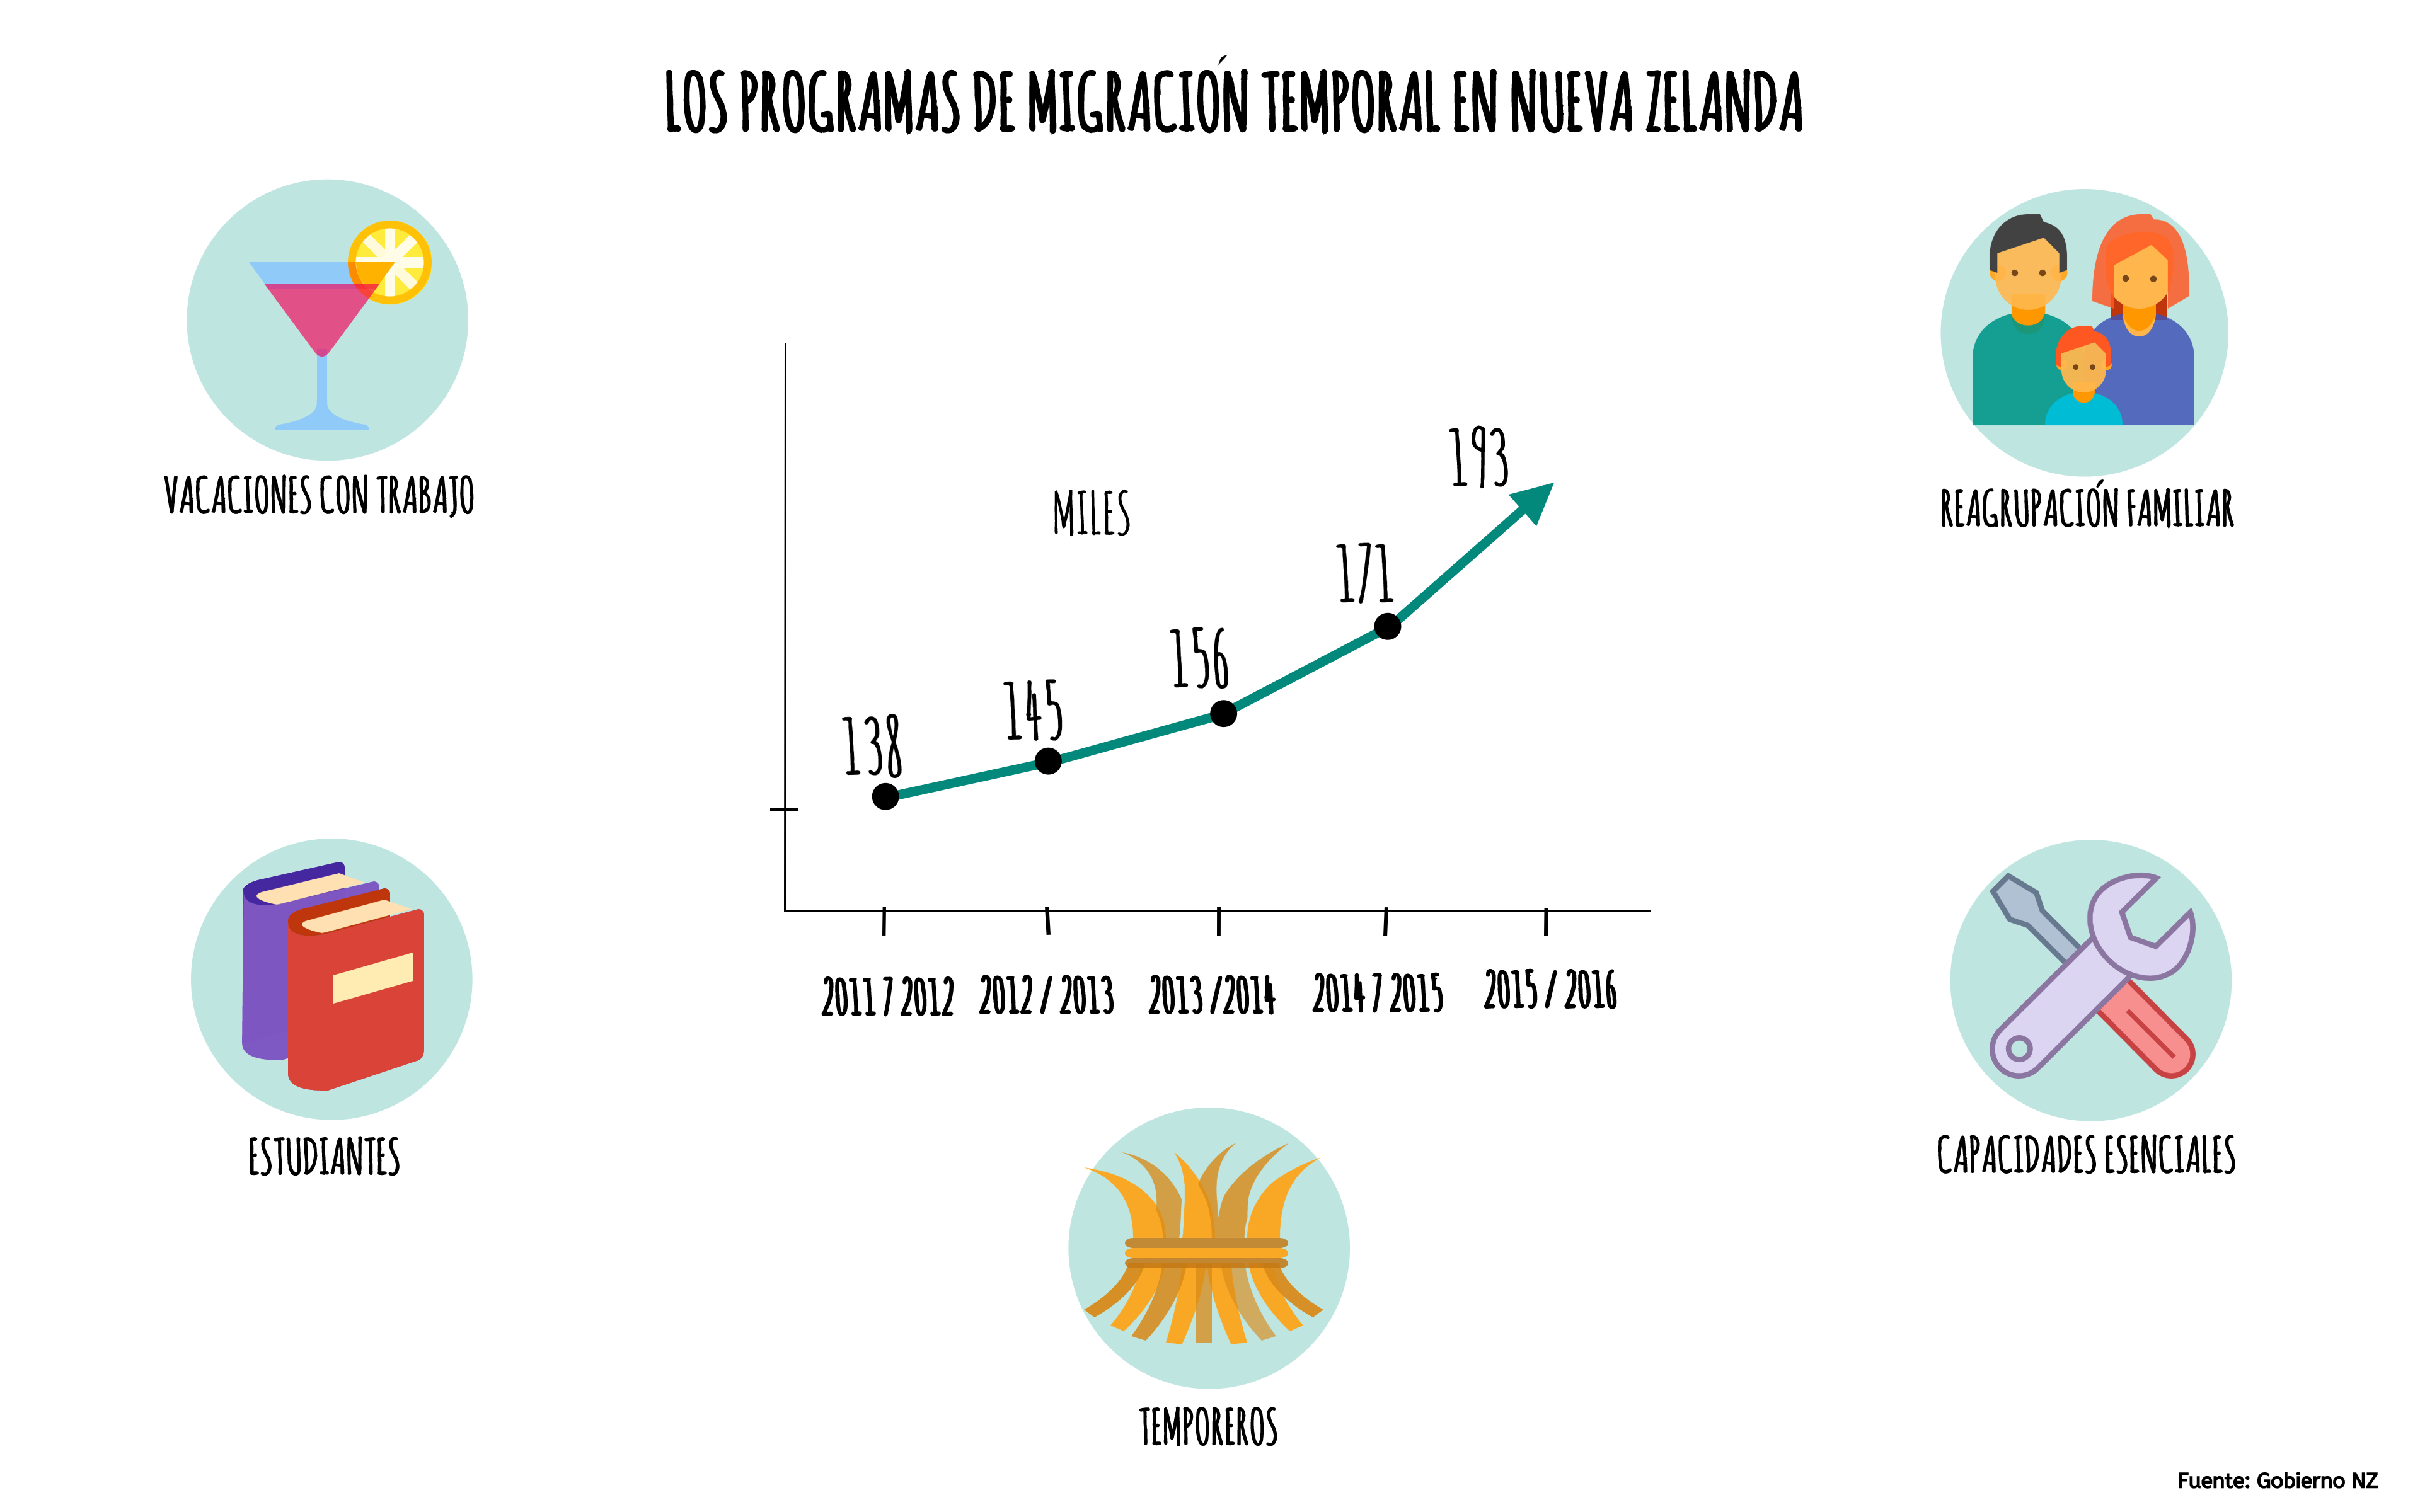 LOS PROGRAMAS DE MIGRACIÓN TEMPORAL EN NUEVA ZELANDA
VACACIONES CON TRABAJO
REAGRUPACIÓN FAMILIAR
MILES
193
171
156
145
138
2011 / 2012 2012 / 2013 2013 / 2014 2014 / 2015 2015 / 2016
ESTUDIANTES
CAPACIDADES ESENCIALES
TEMPOREROS
Fuente: Gobierno NZ